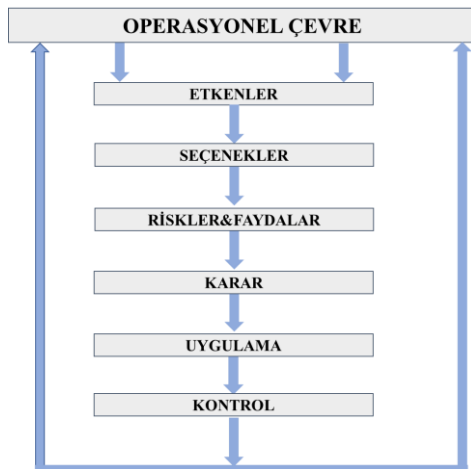 OPERASYONEL ÇEVRE
ETKENLER
SEÇENEKLER
RİSKLER&FAYDALAR
KARAR
UYGULAMA
KONTROL